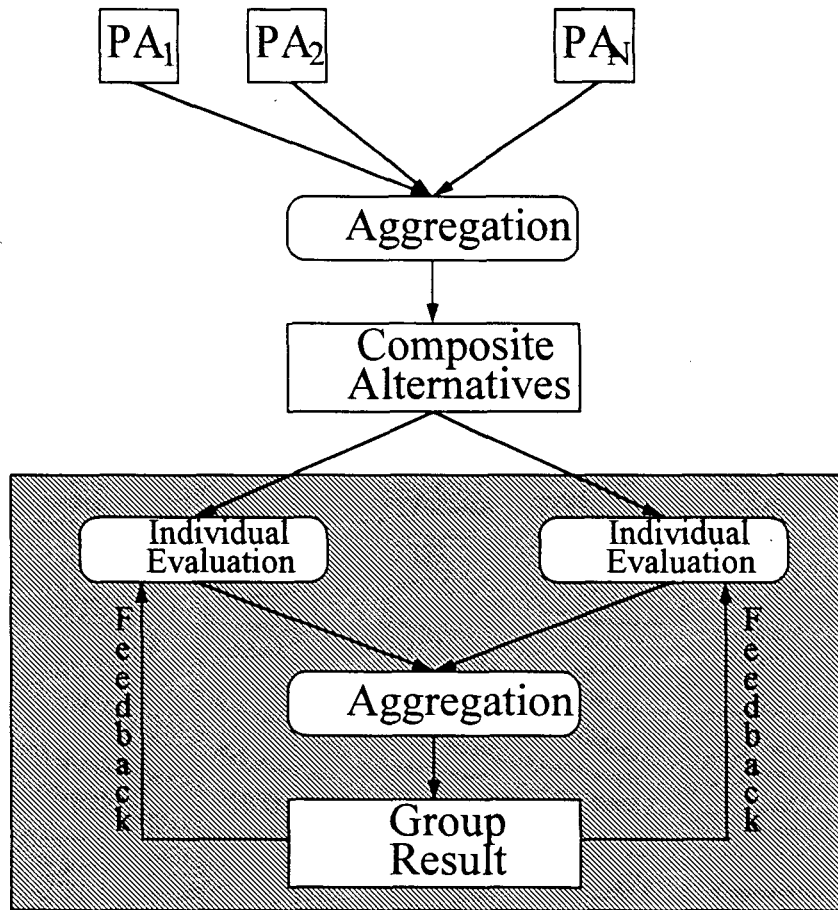 PA1 PA2 PAN
Aggregation
Composite
Alternatives
Individual
Evaluation
Individual
Evaluation
Feedback
Feedback
Aggregation
Group
Result